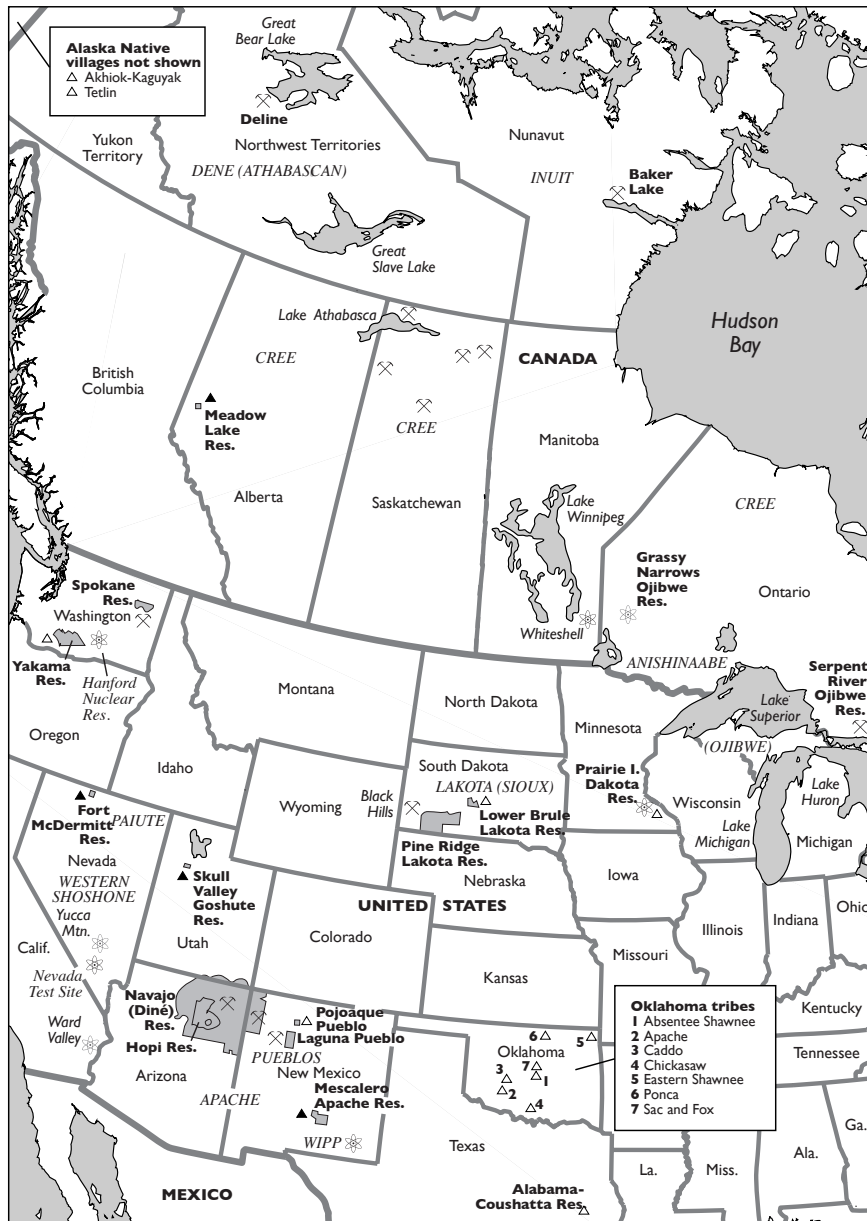 Alaska Native
villages not shown
Akhiok-Kaguyak
Tetlin
Great
Bear Lake
Deline
Yukon
Territory
Northwest Territories
DENE (ATHABASCAN)
Nunavut
INUIT
Baker
Lake
Great
Slave Lake
Lake Athabasca
Hudson
Bay
CANADA
British
Columbia
CREE
Meadow
Lake
Res.
Alberta
CREE
Saskatchewan
Manitoba
Lake
Winnipeg
CREE
Grassy
Narrows
Ojibwe
Res.
Ontario
Whiteshell
ANISHINAABE
Serpent
River
Ojibwe
Res.
Lake
Superior
(OJIBWE)
Spokane
Res.
Washington
Yakama
Res.
Hanford
Nuclear
Res.
Oregon
Idaho
Montana
North Dakota
Minnesota
South Dakota
LAKOTA (SIOUX)
Black
Hills
Lower Brule
Lakota Res.
Pine Ridge
Lakota Res.
Prairie I.
Dakota
Res.
Wisconsin
Lake
Michigan
Lake
Huron
Michigan
Wyoming
Fort
McDermitt
Res.
PAIUTE
Nevada
WESTERN
SHOSHONE
Yucca
Mtn.
Calif.
Nevada
Test Site
Ward
Valley
Skull
Valley
Goshute
Res.
Utah
UNITED STATES
Colorado
Nebraska
Iowa
Kansas
Missouri
Illinois
Indiana
Ohio
Kentucky
Tennessee
Navajo
(Diné)
Res.
Hopi Res.
Arizona
Pojoaque
Pueblo
Laguna Pueblo
PUEBLOS
New Mexico
Mescalero
Apache Res.
APACHE
WIPP
Oklahoma
6
5
7
3
1
2
4
Oklahoma tribes
1 Absentee Shawnee
2 Apache
3 Caddo
4 Chickasaw
5 Eastern Shawnee
6 Ponca
7 Sac and Fox
Texas
La.
Miss.
Ala.
Ga.
Alabama-
Coushatta Res.
MEXICO